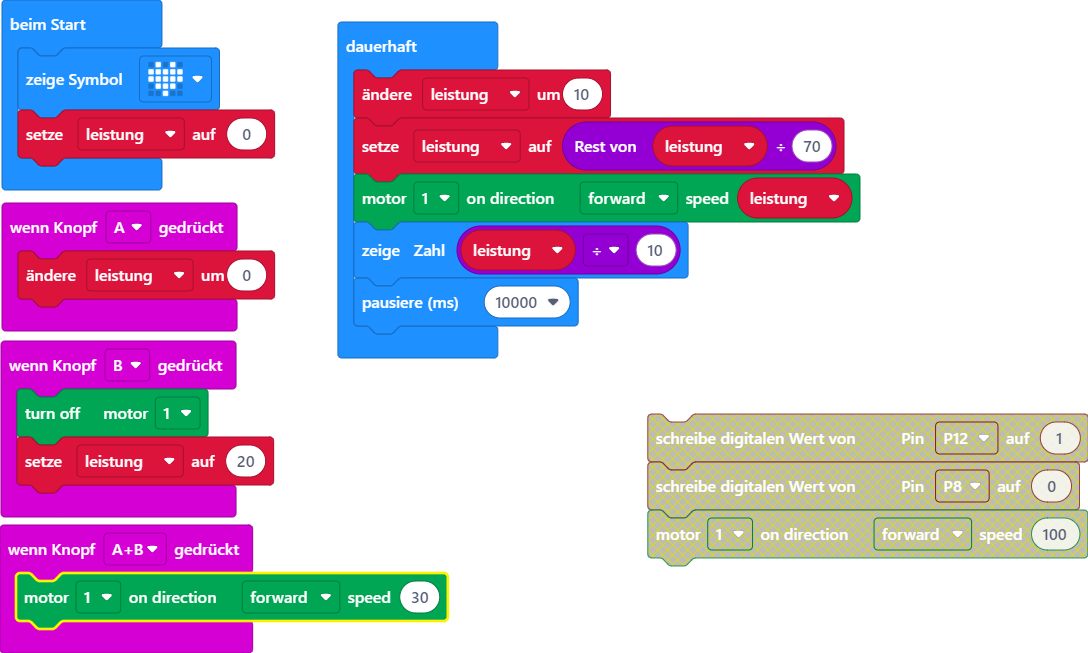 beim Start
zeige Symbol
setze leistung auf 0
wenn Knopf A gedrückt
ändere leistung um 0
wenn Knopf B gedrückt
turn off motor 1
setze leistung auf 20
wenn Knopf A+B gedrückt
motor 1 on direction forward speed 30
dauerhaft
ändere leistung um 10
setze leistung auf Rest von leistung ÷ 70
motor 1 on direction forward speed leistung
zeige Zahl leistung ÷ 10
pausiere (ms) 10000
schreibe digitalen Wert von Pin P12 auf 1
schreibe digitalen Wert von Pin P8 auf 0
motor 1 on direction forward speed 100